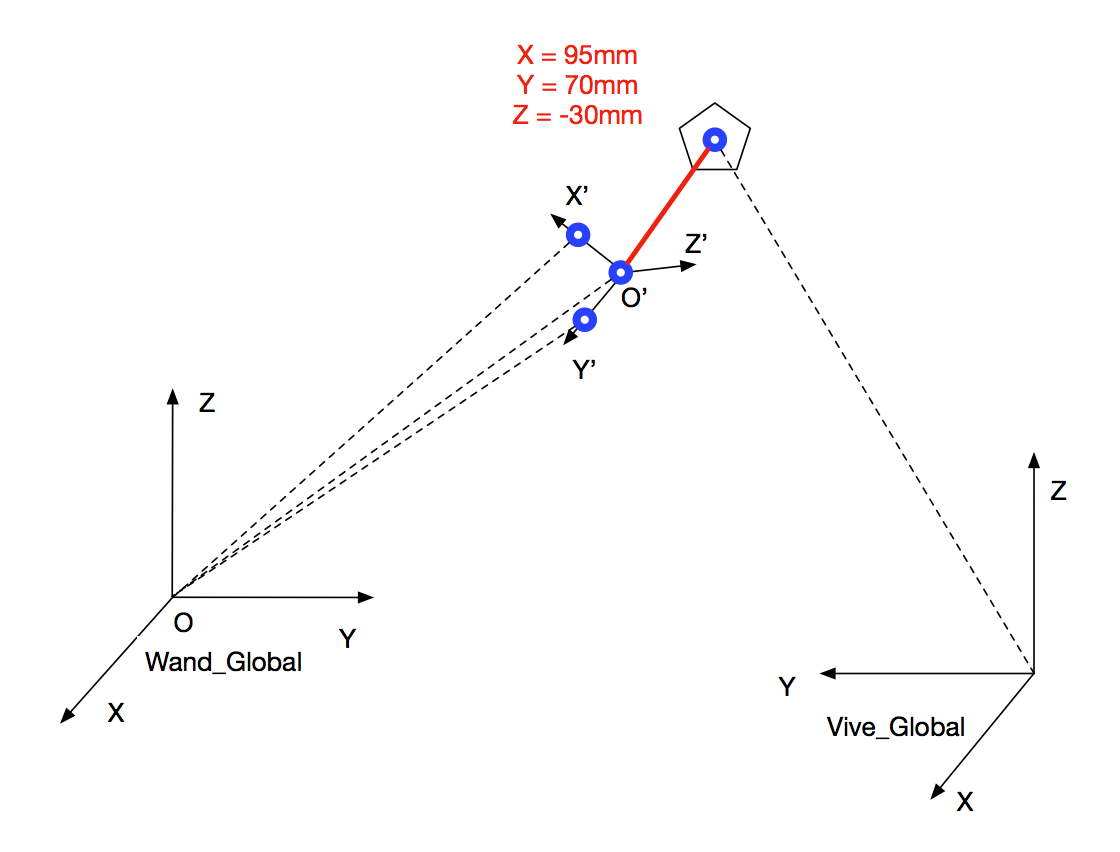 X = 95mm
Y = 70mm
Z = -30mm
X’
Z’
O’
Y’
Z
Z
O
Y
Wand_Global
Y
X
Vive_Global
X